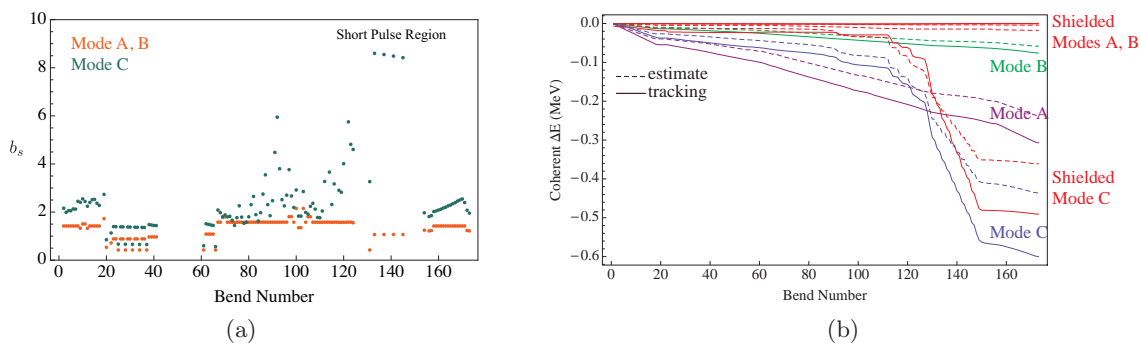 10
8
6
4
2
0
b_s
Mode A, B
Mode C
Short Pulse Region
0 20 40 60 80 100 120 140 160
Bend Number
(a)
0.0
−0.1
−0.2
−0.3
−0.4
−0.5
−0.6
Coherent ΔE (MeV)
estimate
tracking
Shielded
Modes A, B
Mode B
Mode A
Shielded
Mode C
Mode C
0 20 40 60 80 100 120 140 160
Bend Number
(b)